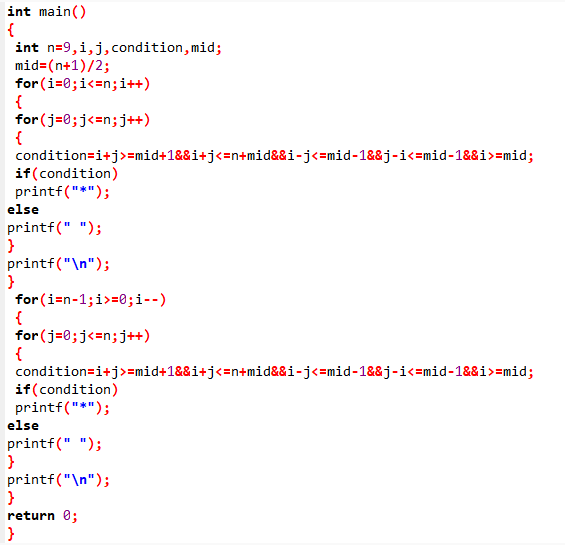 int main()
{
int n=9,i,j,condition,mid;
mid=(n+1)/2;
for(i=0;i<=n;i++)
{
for(j=0;j<=n;j++)
{
condition=i+j>=mid+1&&i+j<=n+mid&&i-j<=mid-1&&j-i<=mid-1&&i>=mid;
if(condition)
printf("*");
else
printf(" ");
}
printf("\n");
}
for(i=n-1;i>=0;i--)
{
for(j=0;j<=n;j++)
{
condition=i+j>=mid+1&&i+j<=n+mid&&i-j<=mid-1&&j-i<=mid-1&&i>=mid;
if(condition)
printf("*");
else
printf(" ");
}
printf("\n");
}
return 0;
}